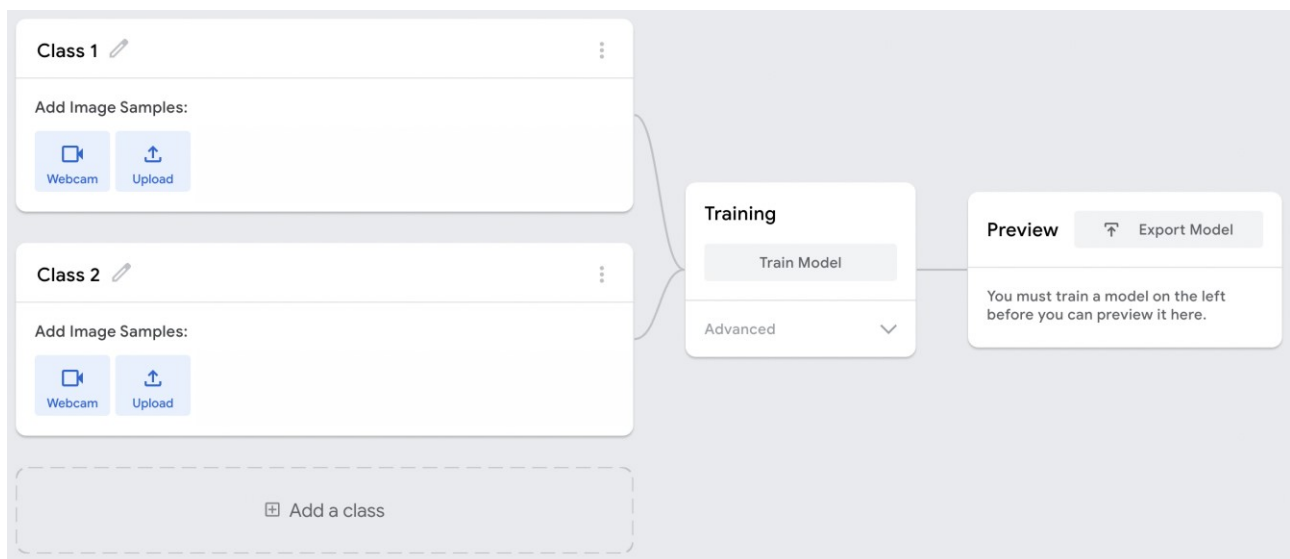 Class 1
Add Image Samples:
Webcam Upload
Class 2
Add Image Samples:
Webcam Upload
Add a class
Training
Train Model
Advanced
Preview Export Model
You must train a model on the left
before you can preview it here.